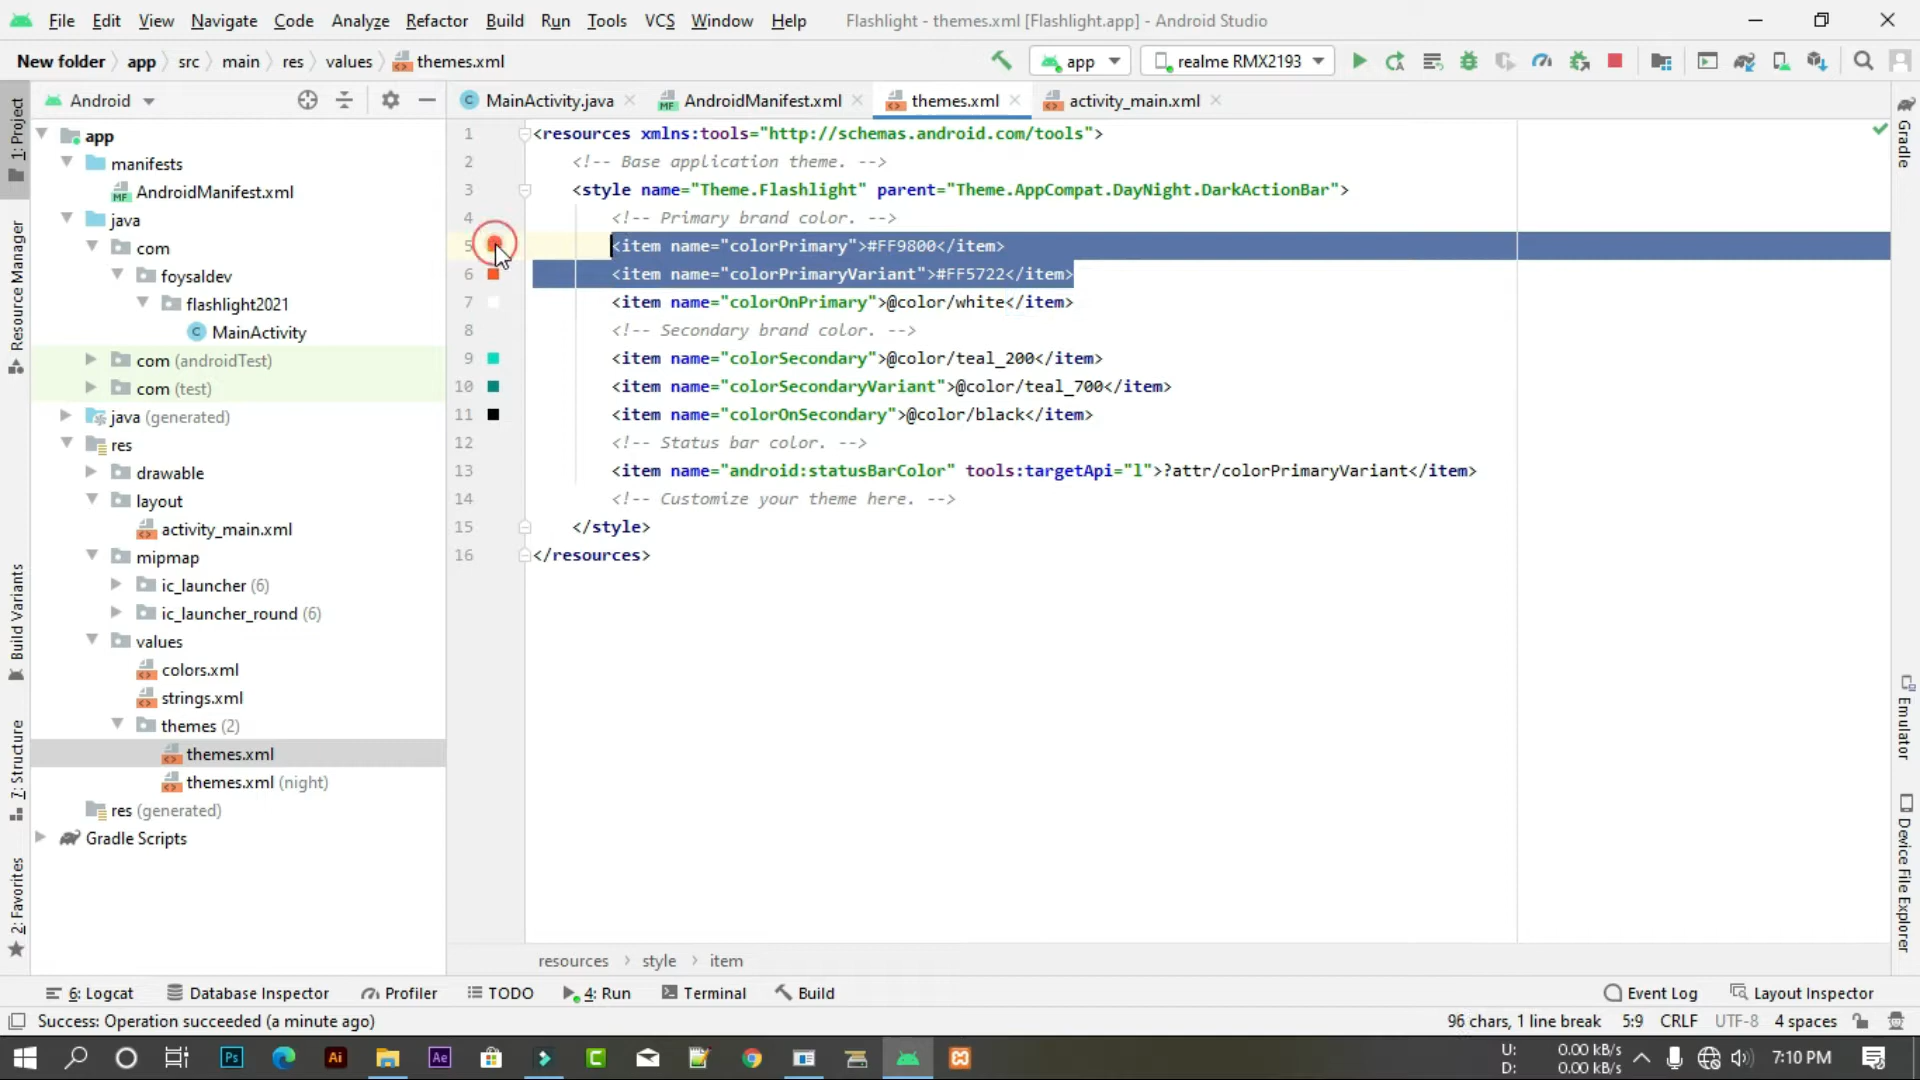 File Edit View Navigate Code Analyze Refactor Build Run Tools VCS Window Help Flashlight - themes.xml [Flashlight.app] - Android Studio
New folder app src main res values themes.xml app realme RMX2193
Android MainActivity.java AndroidManifest.xml themes.xml activity_main.xml
1: Project
Resource Manager
Build Variants
7: Structure
2: Favorites
app
manifests
MF AndroidManifest.xml
java
com
foysaldev
flashlight2021
C MainActivity
com (androidTest)
com (test)
java (generated)
res
drawable
layout
activity_main.xml
mipmap
ic_launcher (6)
ic_launcher_round (6)
values
colors.xml
strings.xml
themes (2)
themes.xml
themes.xml (night)
res (generated)
Gradle Scripts
1 <resources xmlns:tools="http://schemas.android.com/tools">
2 <!-- Base application theme. -->
3 <style name="Theme.Flashlight" parent="Theme.AppCompat.DayNight.DarkActionBar">
4 <!-- Primary brand color. -->
5 <item name="colorPrimary">#FF9800</item>
6 <item name="colorPrimaryVariant">#FF5722</item>
7 <item name="colorOnPrimary">@color/white</item>
8 <!-- Secondary brand color. -->
9 <item name="colorSecondary">@color/teal_200</item>
10 <item name="colorSecondaryVariant">@color/teal_700</item>
11 <item name="colorOnSecondary">@color/black</item>
12 <!-- Status bar color. -->
13 <item name="android:statusBarColor" tools:targetApi="l">?attr/colorPrimaryVariant</item>
14 <!-- Customize your theme here. -->
15 </style>
16 </resources>
Gradle
Emulator
Device File Explorer
resources style item
6: Logcat Database Inspector Profiler TODO 4: Run Terminal Build Event Log Layout Inspector
Success: Operation succeeded (a minute ago) 96 chars, 1 line break 5:9 CRLF UTF-8 4 spaces
Ps Ai Ae C U: 0.00 kB/s
D: 0.00 kB/s 7:10 PM